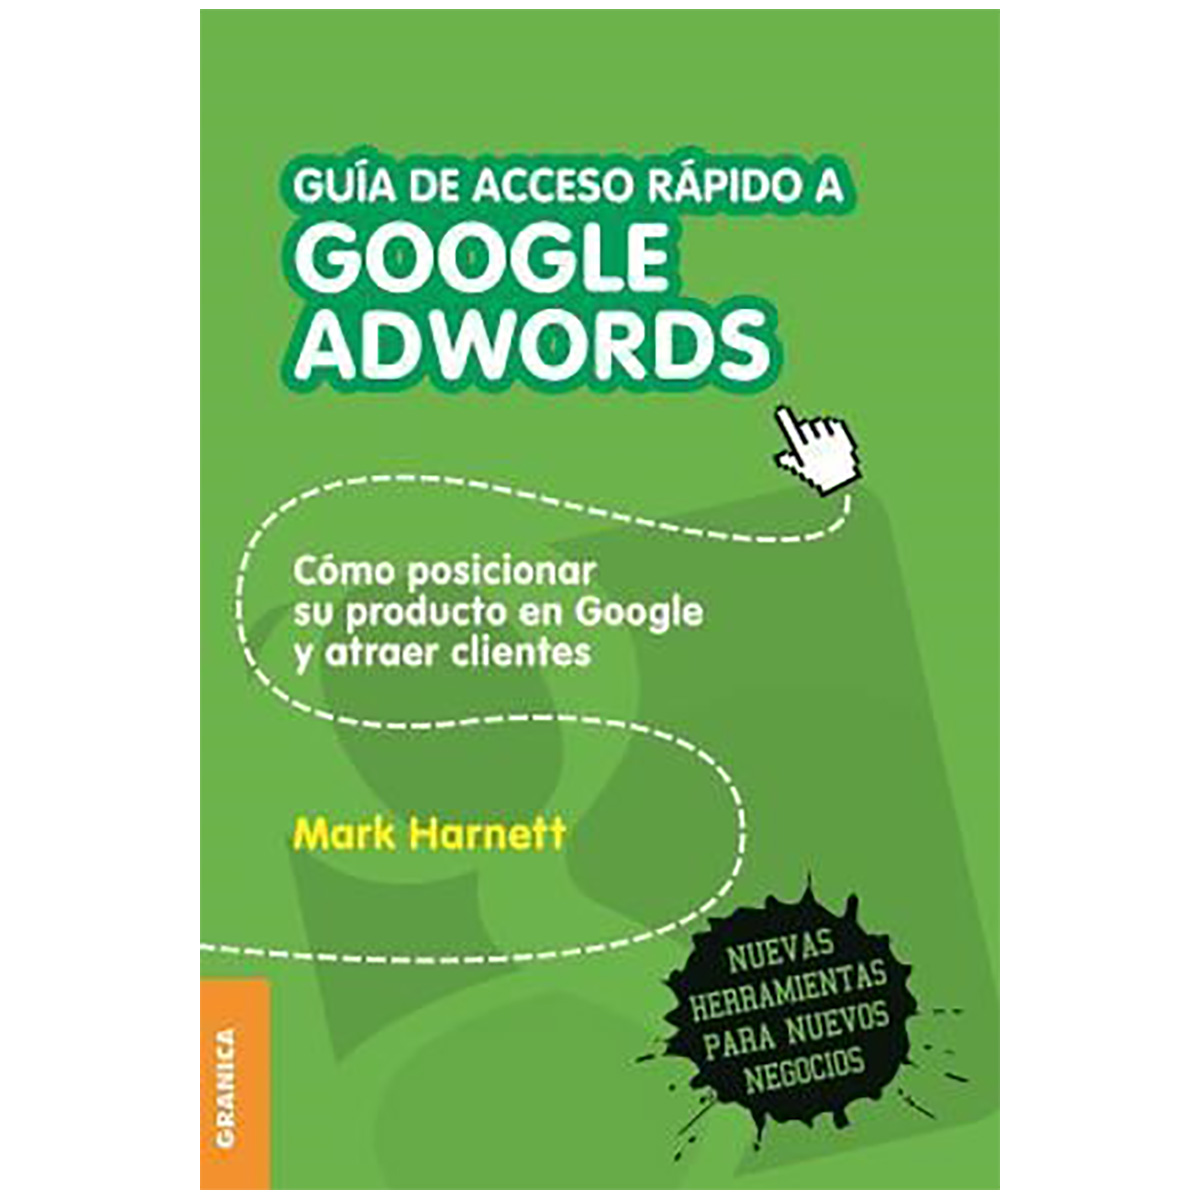 GUÍA DE ACCESO RÁPIDO A
GOOGLE
ADWORDS
Cómo posicionar
su producto en Google
y atraer clientes
Mark Harnett
NUEVAS
HERRAMIENTAS
PARA NUEVOS
NEGOCIOS
GRANICA